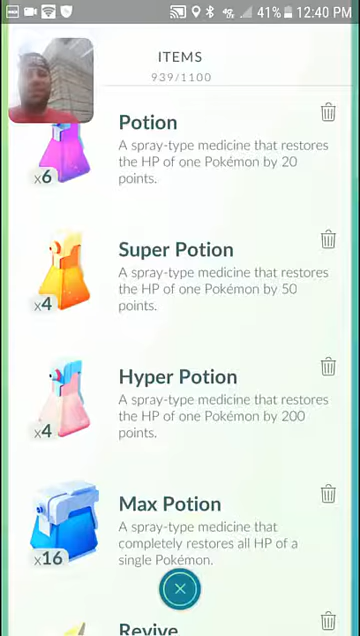 41% 12:40 PM
ITEMS
939/1100
Potion
A spray-type medicine that restores
the HP of one Pokémon by 20
points.
x6
Super Potion
A spray-type medicine that restores
the HP of one Pokémon by 50
points.
x4
Hyper Potion
A spray-type medicine that restores
the HP of one Pokémon by 200
points.
x4
Max Potion
A spray-type medicine that
completely restores all HP of a
single Pokémon.
x16
Revive